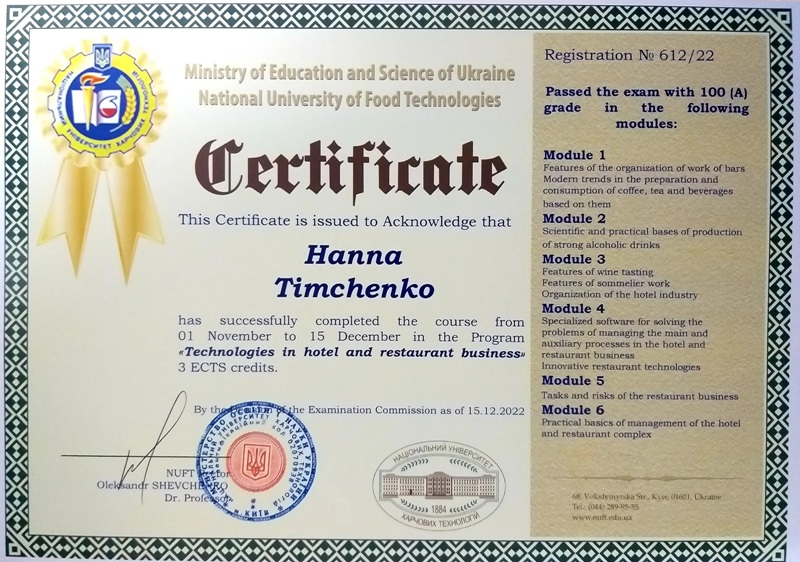 Ministry of Education and Science of Ukraine
National University of Food Technologies
Certificate
This Certificate is issued to Acknowledge that
Hanna
Timchenko
has successfully completed the course from
01 November to 15 December in the Program
«Technologies in hotel and restaurant business»
3 ECTS credits.
By the of the Examination Commission as of 15.12.2022
NUFT
Oleksandr SHEVCHENKO
Dr. Professor
НАЦІОНАЛЬНИЙ УНІВЕРСИТЕТ ХАРЧОВИХ ТЕХНОЛОГІЙ
МІНІСТЕРСТВО ОСВІТИ І НАУКИ УКРАЇНИ
м. КИЇВ
НАЦІОНАЛЬНИЙ УНІВЕРСИТЕТ
1884
ХАРЧОВИХ ТЕХНОЛОГІЙ
Registration № 612/22
Passed the exam with 100 (A)
grade in the following
modules:
Module 1
Features of the organization of work of bars
Modern trends in the preparation and
consumption of coffee, tea and beverages
based on them
Module 2
Scientific and practical bases of production
of strong alcoholic drinks
Module 3
Features of wine tasting
Features of sommelier work
Organization of the hotel industry
Module 4
Specialized software for solving the
problems of managing the main and
auxiliary processes in the hotel and
restaurant business
Innovative restaurant technologies
Module 5
Tasks and risks of the restaurant business
Module 6
Practical basics of management of the hotel
and restaurant complex
68, Volodymyrska Str., Kyiv, 01601, Ukraine
Tel.: (044) 289-95-55
www.nuft.edu.ua